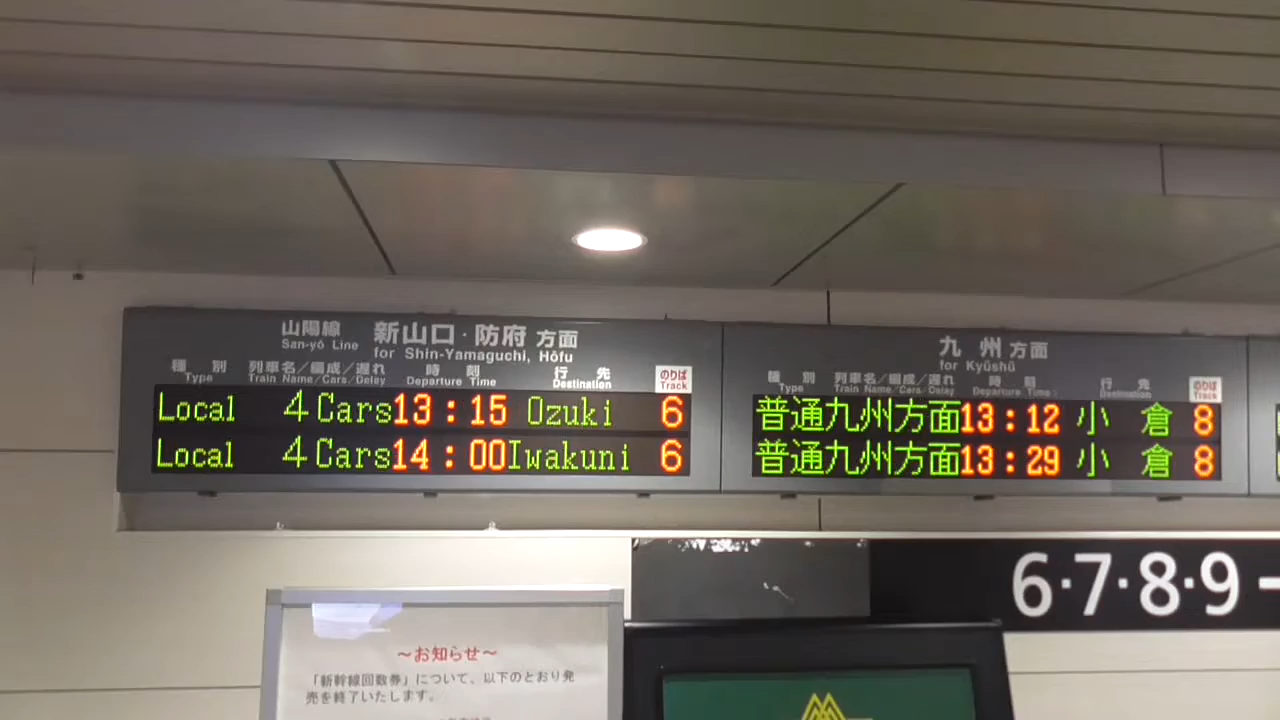 山陽線 新山口・防府 方面
San-yō Line for Shin-Yamaguchi, Hōfu
種別 列車名/編成/遅れ 時刻 行先 のりば
Type Train Name/Cars/Delay Departure Time Destination Track
Local 4Cars 13:15 Ozuki 6
Local 4Cars 14:00 Iwakuni 6
九州 方面
for Kyūshū
種別 列車名/編成/遅れ 時刻 行先 のりば
Type Train Name/Cars/Delay Departure Time Destination Track
普通 九州方面 13:12 小倉 8
普通 九州方面 13:29 小倉 8
6·7·8·9
～お知らせ～
「新幹線回数券」について、以下のとおり発
売を終了いたします。